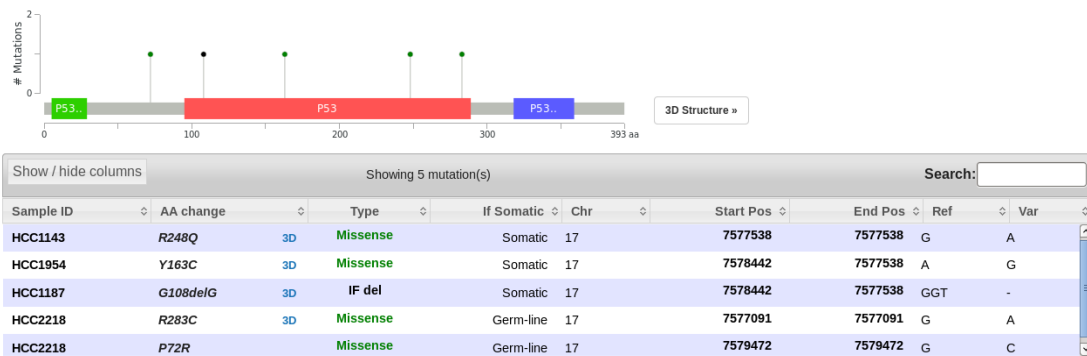 # Mutations
2
0
P53..
P53
P53..
0 100 200 300 393 aa
3D Structure »
Show / hide columns
Showing 5 mutation(s)
Search:
Sample ID AA change Type If Somatic Chr Start Pos End Pos Ref Var
HCC1143 R248Q 3D Missense Somatic 17 7577538 7577538 G A
HCC1954 Y163C 3D Missense Somatic 17 7578442 7577538 A G
HCC1187 G108delG 3D IF del Somatic 17 7578442 7577538 GGT -
HCC2218 R283C 3D Missense Germ-line 17 7577091 7577091 G A
HCC2218 P72R Missense Germ-line 17 7579472 7579472 G C